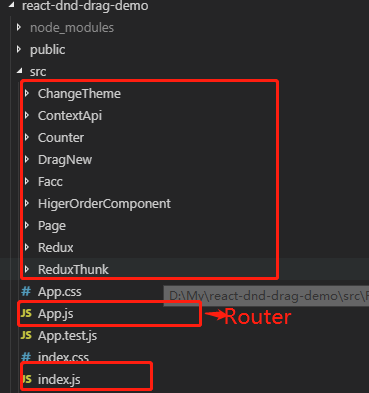 react-dnd-drag-demo
node_modules
public
src
ChangeTheme
ContextApi
Counter
DragNew
Facc
HigerOrderComponent
Page
Redux
ReduxThunk
# App.css
D:\My\react-dnd-drag-demo\src\
JS App.js
Router
JS App.test.js
# index.css
JS index.js